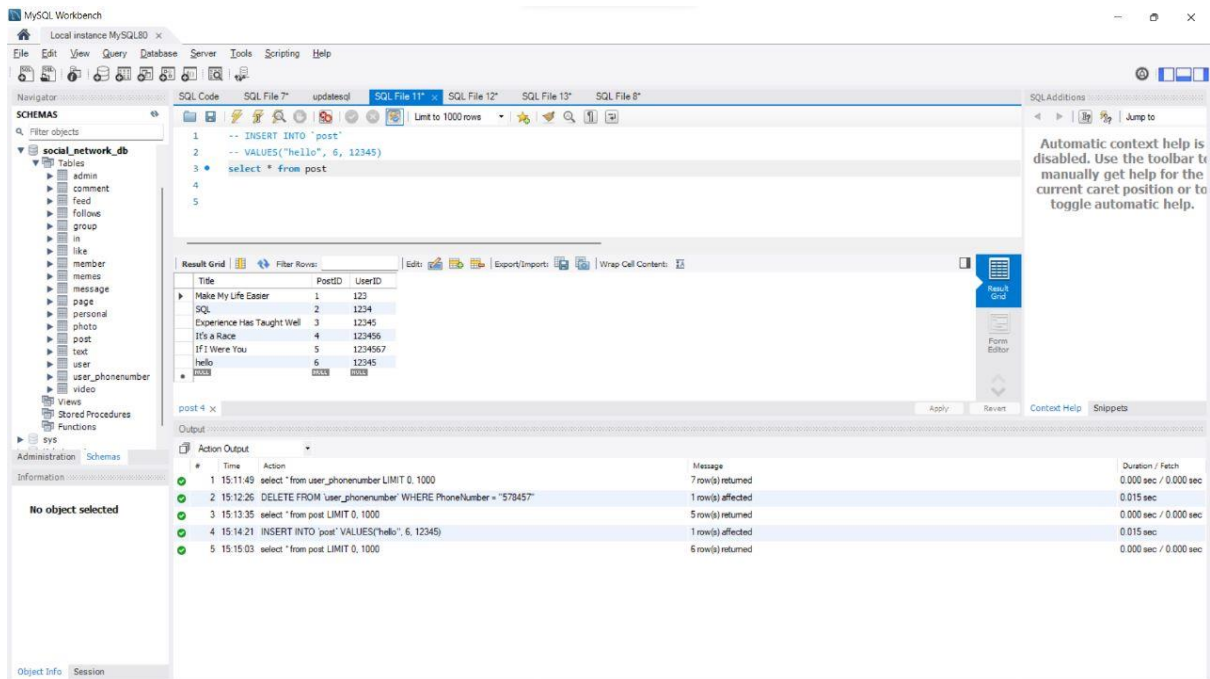 MySQL Workbench
Local instance MySQL80
File Edit View Query Database Server Tools Scripting Help
Navigator
SCHEMAS
Filter objects
social_network_db
Tables
admin
comment
feed
follows
group
in
like
member
memes
message
page
personal
photo
post
text
user
user_phonenumber
video
Views
Stored Procedures
Functions
sys
Administration Schemas
Information
No object selected
Object Info Session
SQL Code SQL File 7* updatesql SQL File 11* SQL File 12* SQL File 13* SQL File 8*
Limit to 1000 rows
1 -- INSERT INTO `post`
2 -- VALUES("hello", 6, 12345)
3 select * from post
4
5
Result Grid Filter Rows: Edit: Export/Import: Wrap Cell Content:
Title PostID UserID
Make My Life Easier 1 123
SQL 2 1234
Experience Has Taught Well 3 12345
It's a Race 4 123456
If I Were You 5 1234567
hello 6 12345
NULL NULL NULL
Result Grid
Form Editor
post 4 Apply Revert
Output
Action Output
# Time Action Message Duration / Fetch
1 15:11:49 select * from user_phonenumber LIMIT 0, 1000 7 row(s) returned 0.000 sec / 0.000 sec
2 15:12:26 DELETE FROM `user_phonenumber` WHERE PhoneNumber = "578457" 1 row(s) affected 0.015 sec
3 15:13:35 select * from post LIMIT 0, 1000 5 row(s) returned 0.000 sec / 0.000 sec
4 15:14:21 INSERT INTO `post` VALUES("hello", 6, 12345) 1 row(s) affected 0.015 sec
5 15:15:03 select * from post LIMIT 0, 1000 6 row(s) returned 0.000 sec / 0.000 sec
SQLAdditions
Jump to
Automatic context help is
disabled. Use the toolbar to
manually get help for the
current caret position or to
toggle automatic help.
Context Help Snippets